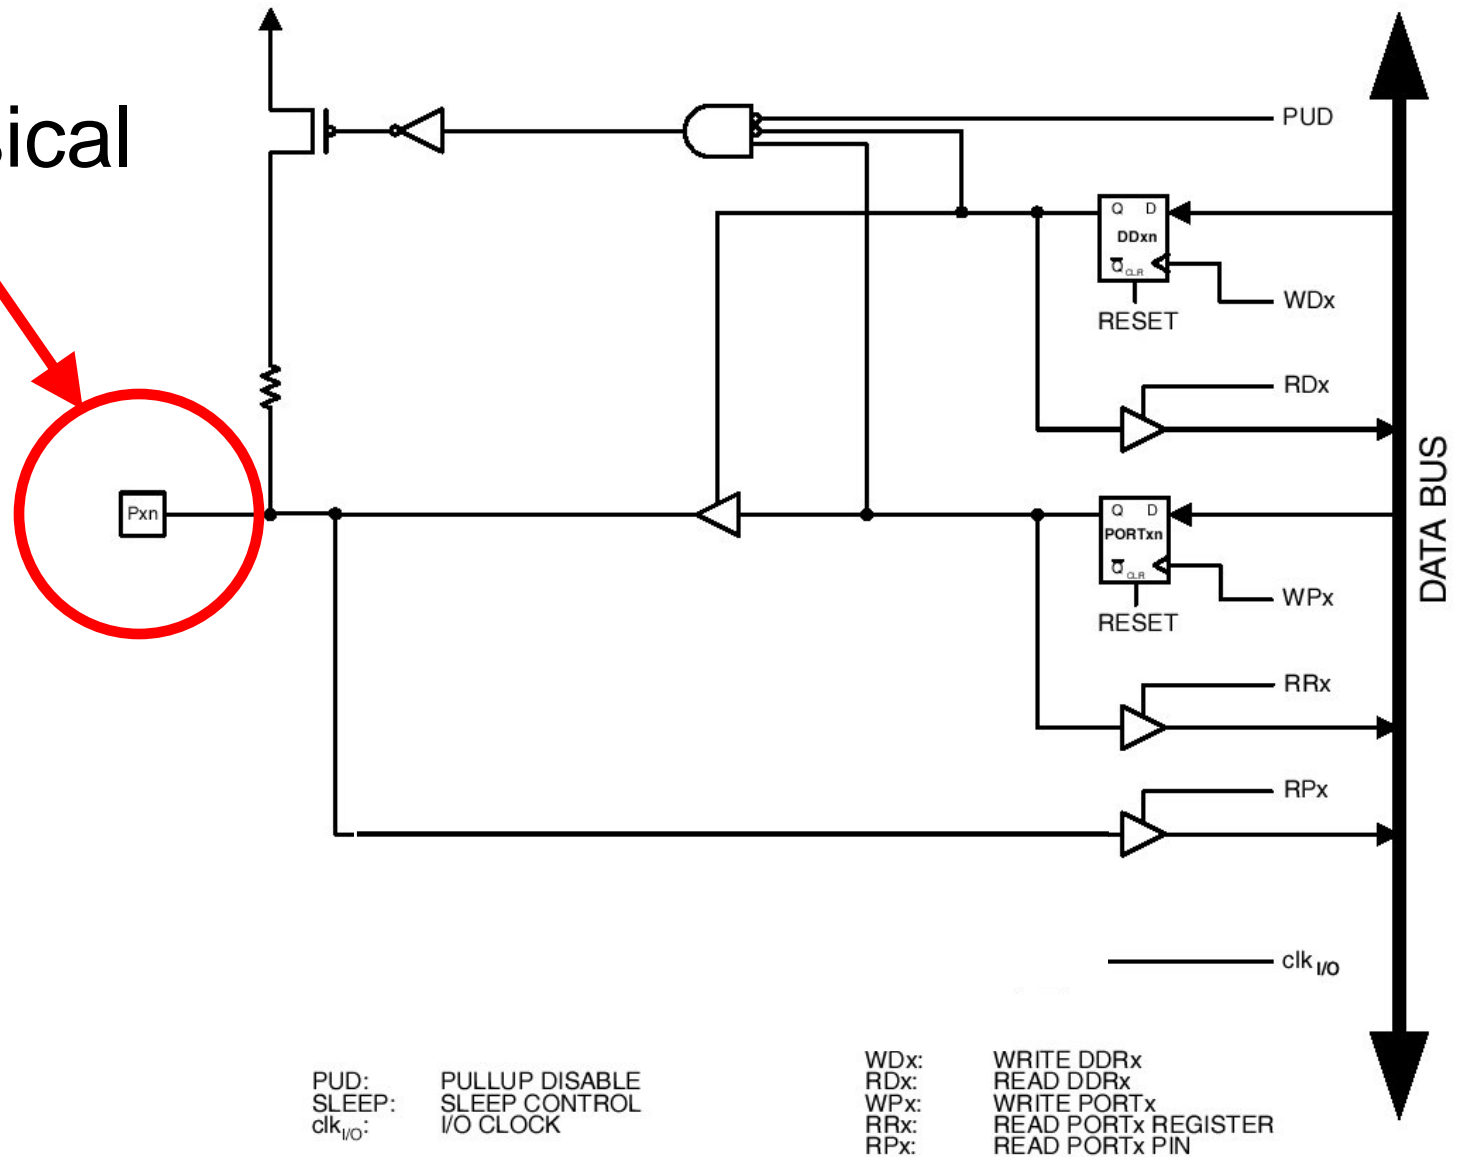 sical
PUD
Q D
DDxn
Q CLR
WDx
RESET
RDx
Pxn
Q D
PORTxn
Q CLR
WPx
RESET
RRx
RPx
DATA BUS
clk I/O
PUD: PULLUP DISABLE
SLEEP: SLEEP CONTROL
clkI/O: I/O CLOCK
WDx: WRITE DDRx
RDx: READ DDRx
WPx: WRITE PORTx
RRx: READ PORTx REGISTER
RPx: READ PORTx PIN